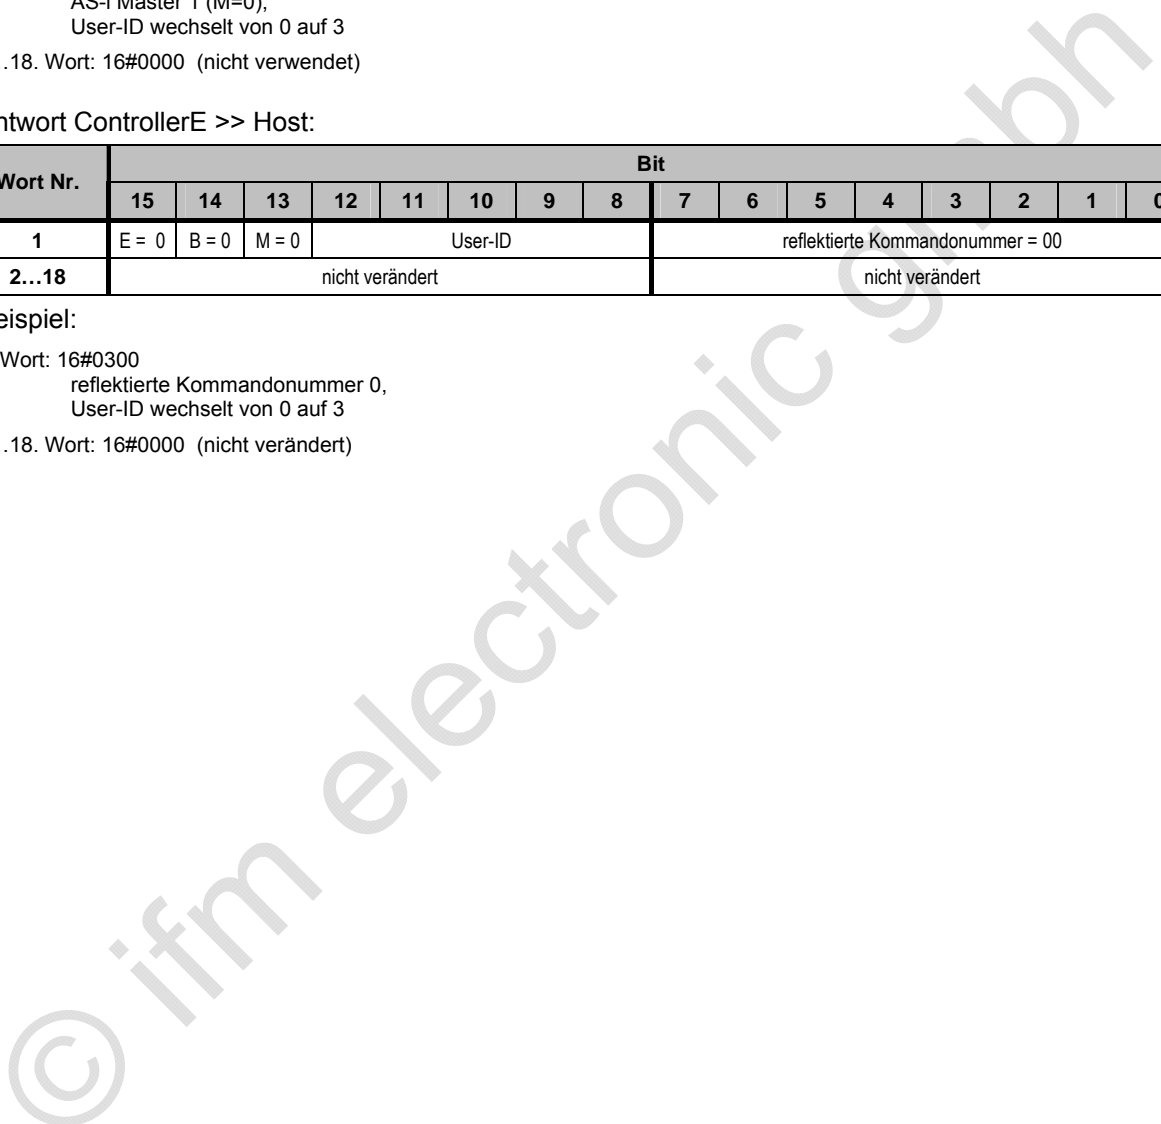 AS-i Master 1 (M=0),
User-ID wechselt von 0 auf 3
.18. Wort: 16#0000 (nicht verwendet)
ntwort ControllerE >> Host:
Wort Nr. Bit
15 14 13 12 11 10 9 8 7 6 5 4 3 2 1 0
1 E = 0 B = 0 M = 0 User-ID reflektierte Kommandonummer = 00
2…18 nicht verändert nicht verändert
eispiel:
Wort: 16#0300
reflektierte Kommandonummer 0,
User-ID wechselt von 0 auf 3
.18. Wort: 16#0000 (nicht verändert)
© ifm electronic gmbh